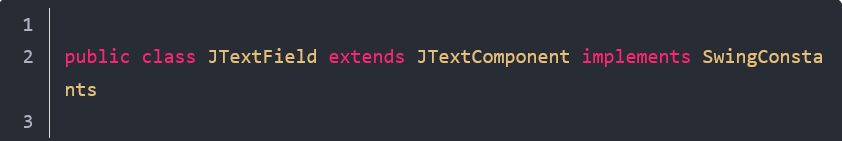 1
2 public class JTextField extends JTextComponent implements SwingConsta
nts
3